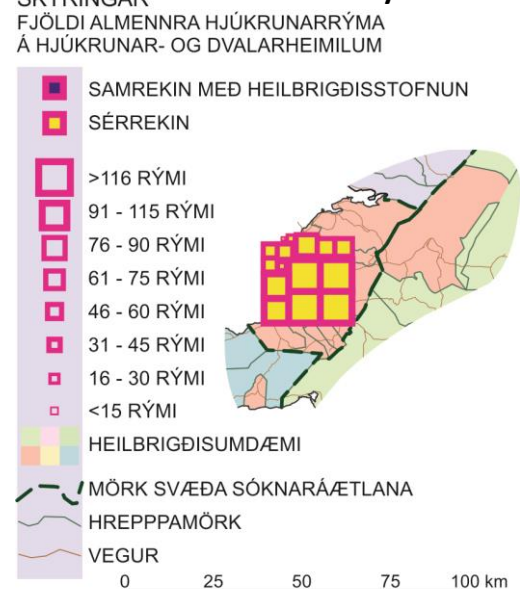 SKÝRINGAR
FJÖLDI ALMENNRA HJÚKRUNARRÝMA
Á HJÚKRUNAR- OG DVALARHEIMILUM
SAMREKIN MEÐ HEILBRIGÐISSTOFNUN
SÉRREKIN
>116 RÝMI
91 - 115 RÝMI
76 - 90 RÝMI
61 - 75 RÝMI
46 - 60 RÝMI
31 - 45 RÝMI
16 - 30 RÝMI
<15 RÝMI
HEILBRIGÐISUMDÆMI
MÖRK SVÆÐA SÓKNARÁÆTLANA
HREPPPAMÖRK
VEGUR
0 25 50 75 100 km